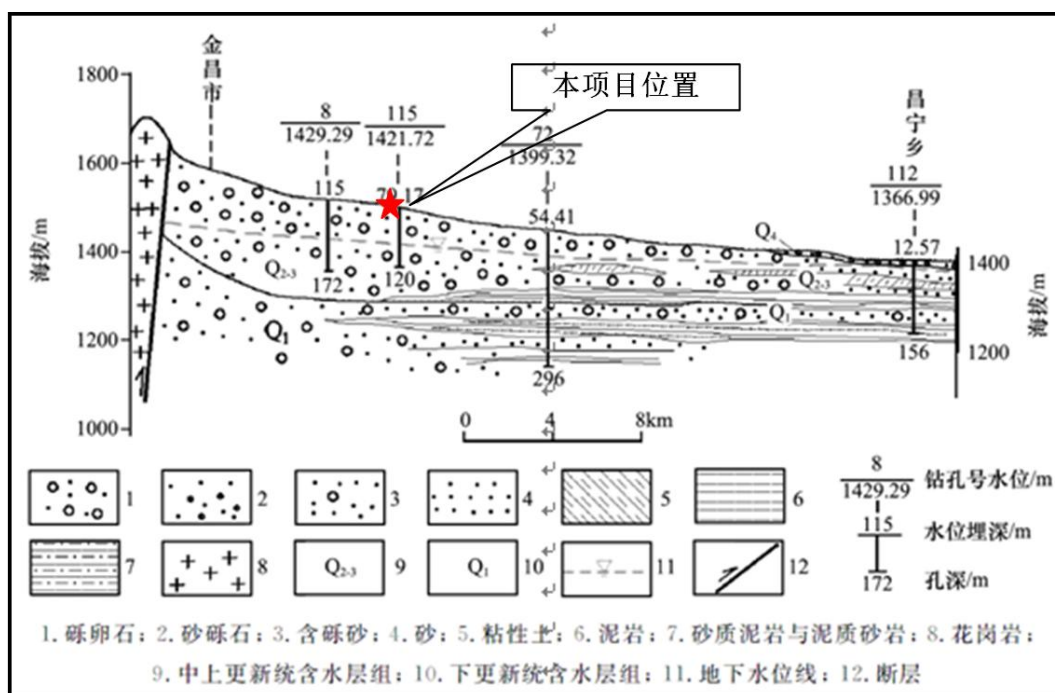 金昌市
本项目位置
昌宁乡
海拔/m
1800
1600
1400
1200
1000
8
1429.29
115
1421.72
72
1399.32
112
1366.99
115
54.41
12.57
172
120
296
156
Q₂₋₃
Q₁
Q₄
Q₂₋₃
Q₁
1400
1200
海拔/m
0 4 8km
1
2
3
4
5
6
7
8
Q₂₋₃ 9
Q₁ 10
11
12
8
1429.29
钻孔号水位/m
115
水位埋深/m
172
孔深/m
1.砾卵石；2.砂砾石；3.含砾砂；4.砂；5.粘性土；6.泥岩；7.砂质泥岩与泥质砂岩；8.花岗岩；
9.中上更新统含水层组；10.下更新统含水层组；11.地下水位线；12.断层